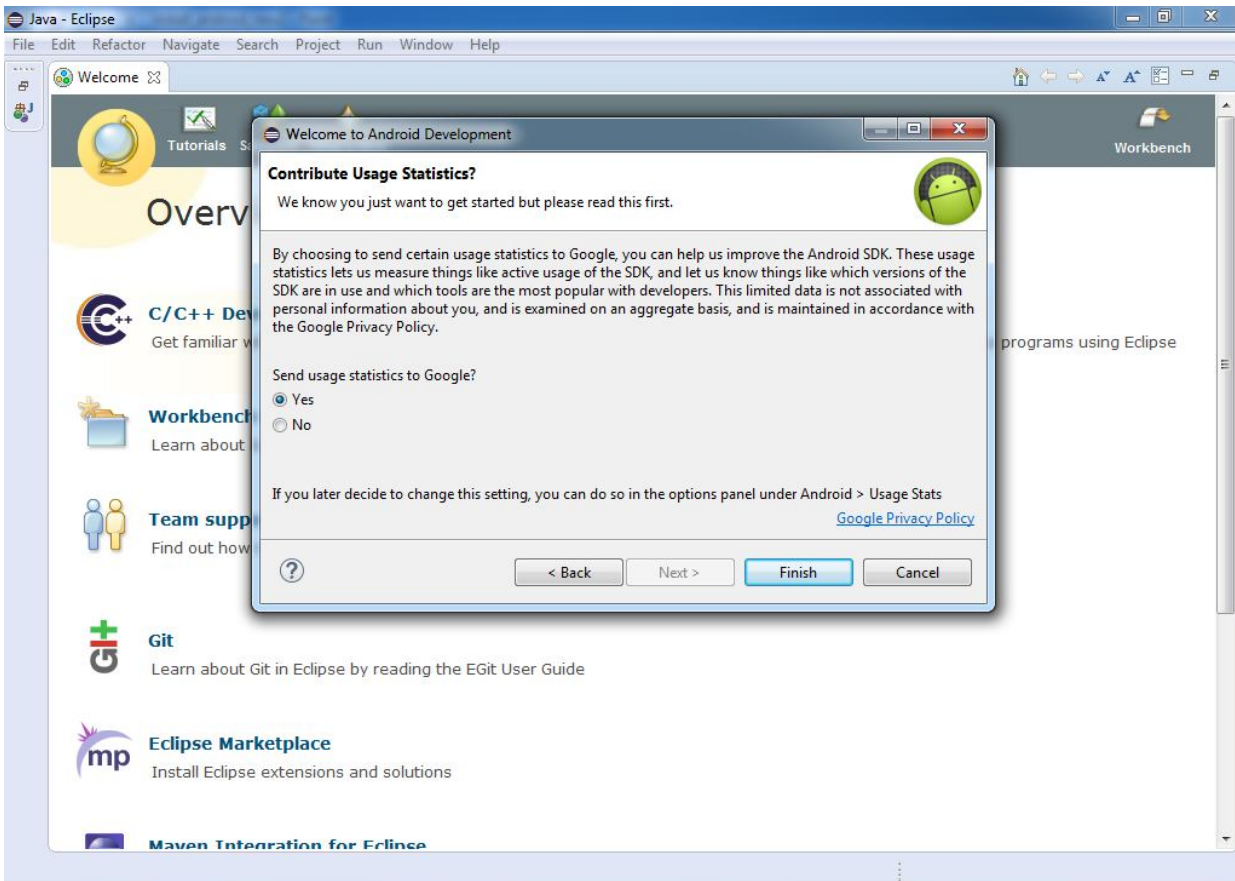 Java - Eclipse
File Edit Refactor Navigate Search Project Run Window Help
Welcome
Tutorials
Workbench
Welcome to Android Development
Contribute Usage Statistics?
We know you just want to get started but please read this first.
By choosing to send certain usage statistics to Google, you can help us improve the Android SDK. These usage
statistics lets us measure things like active usage of the SDK, and let us know things like which versions of the
SDK are in use and which tools are the most popular with developers. This limited data is not associated with
personal information about you, and is examined on an aggregate basis, and is maintained in accordance with
the Google Privacy Policy.
Send usage statistics to Google?
Yes
No
If you later decide to change this setting, you can do so in the options panel under Android > Usage Stats
Google Privacy Policy
< Back Next > Finish Cancel
Overv
C/C++ Dev
Get familiar w
programs using Eclipse
Workbench
Learn about
Team supp
Find out how
Git
Git
Learn about Git in Eclipse by reading the EGit User Guide
mp
Eclipse Marketplace
Install Eclipse extensions and solutions
Maven Integration for Eclipse